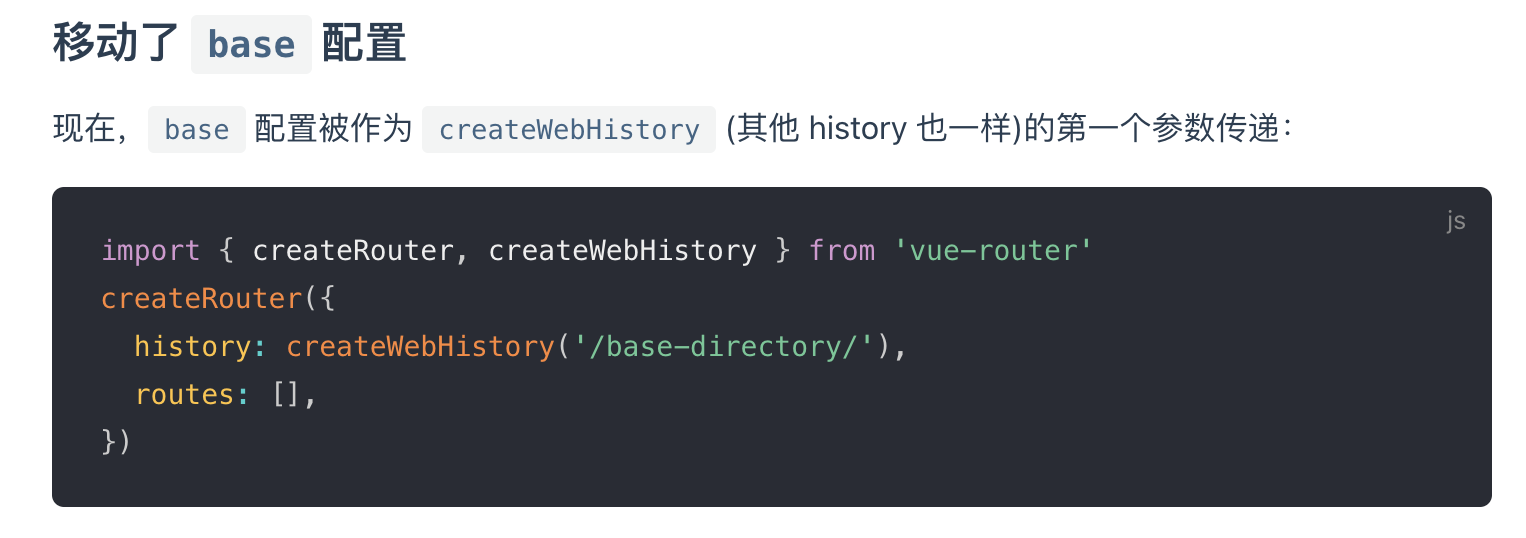 移动了 base 配置
现在，base 配置被作为 createWebHistory (其他 history 也一样)的第一个参数传递：
js
import { createRouter, createWebHistory } from 'vue-router'
createRouter({
  history: createWebHistory('/base-directory/'),
  routes: [],
})